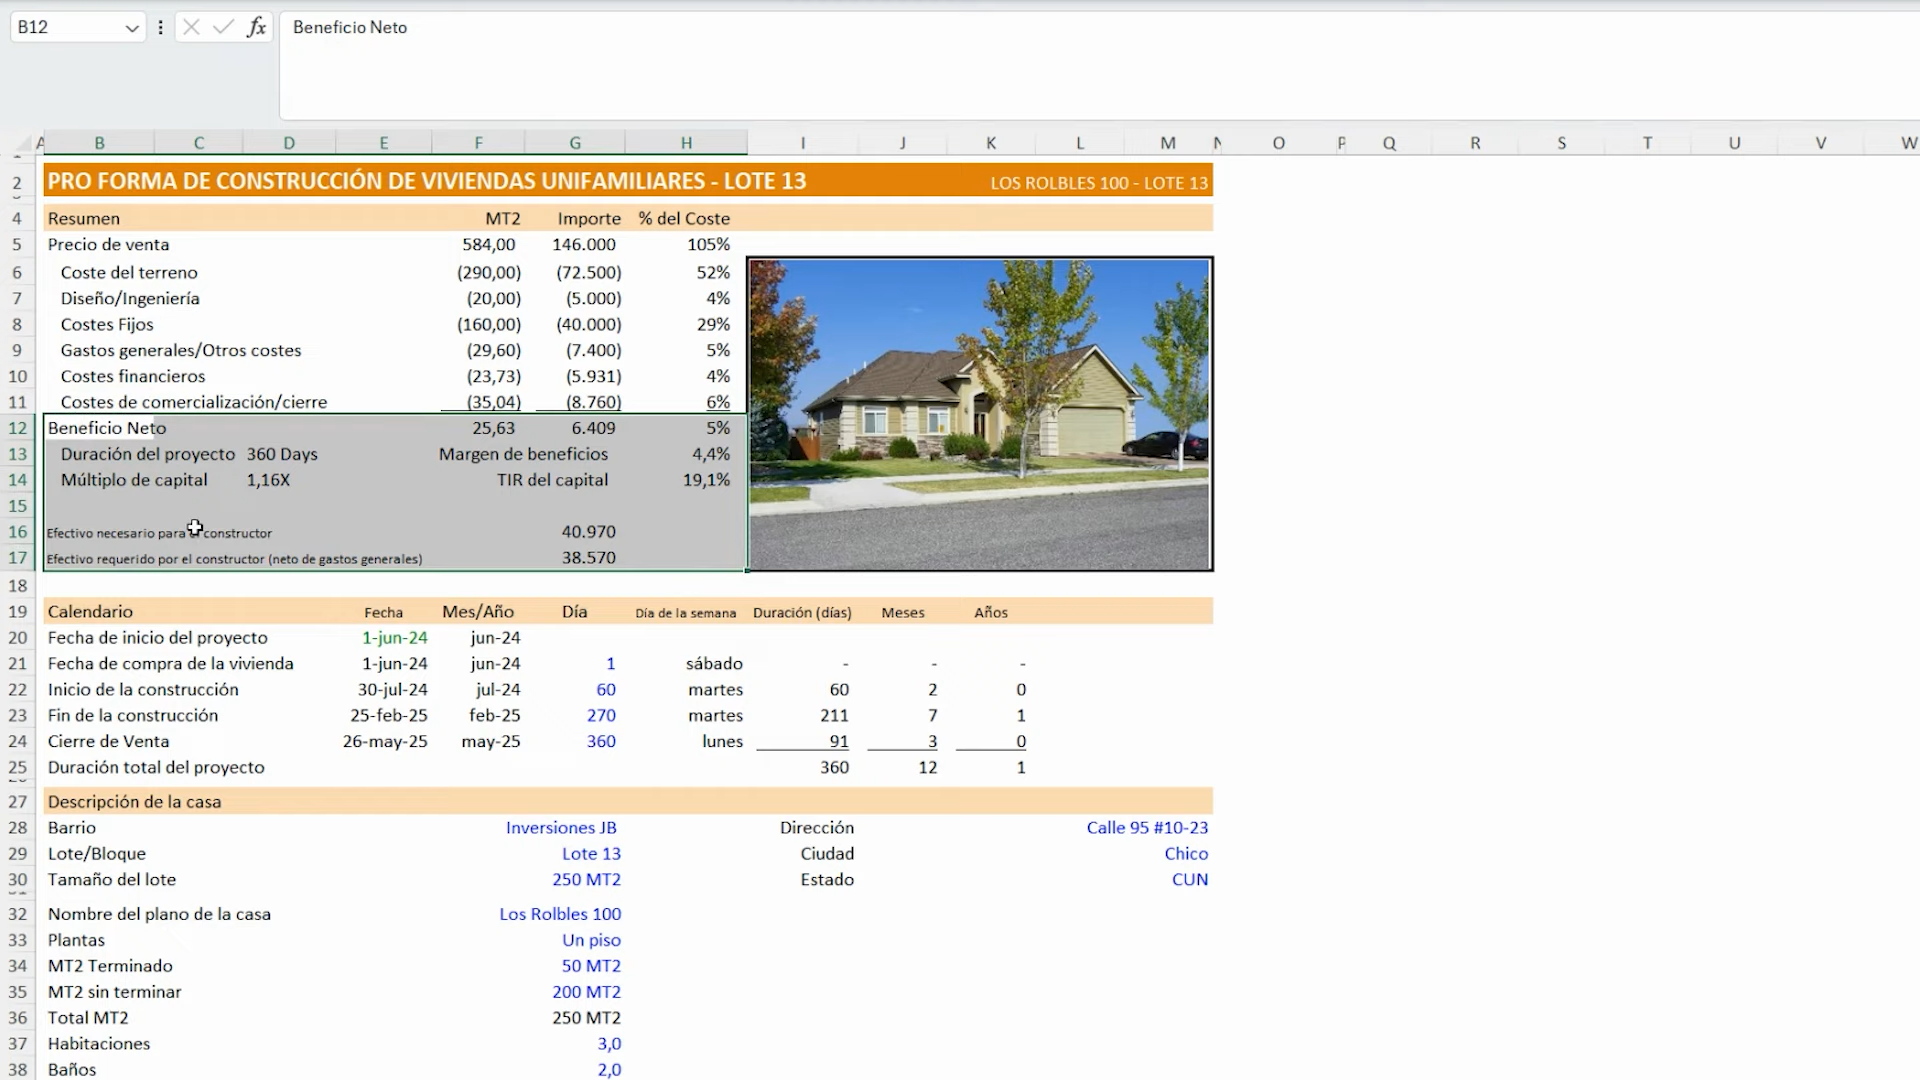 B12
fx
Beneficio Neto
A B C D E F G H I J K L M N O P Q R S T U V W
2 PRO FORMA DE CONSTRUCCIÓN DE VIVIENDAS UNIFAMILIARES - LOTE 13 LOS ROLBLES 100 - LOTE 13
4 Resumen MT2 Importe % del Coste
5 Precio de venta 584,00 146.000 105%
6 Coste del terreno (290,00) (72.500) 52%
7 Diseño/Ingeniería (20,00) (5.000) 4%
8 Costes Fijos (160,00) (40.000) 29%
9 Gastos generales/Otros costes (29,60) (7.400) 5%
10 Costes financieros (23,73) (5.931) 4%
11 Costes de comercialización/cierre (35,04) (8.760) 6%
12 Beneficio Neto 25,63 6.409 5%
13 Duración del proyecto 360 Days Margen de beneficios 4,4%
14 Múltiplo de capital 1,16X TIR del capital 19,1%
15
16 Efectivo necesario para constructor 40.970
17 Efectivo requerido por el constructor (neto de gastos generales) 38.570
18
19 Calendario Fecha Mes/Año Día Día de la semana Duración (días) Meses Años
20 Fecha de inicio del proyecto 1-jun-24 jun-24
21 Fecha de compra de la vivienda 1-jun-24 jun-24 1 sábado - - -
22 Inicio de la construcción 30-jul-24 jul-24 60 martes 60 2 0
23 Fin de la construcción 25-feb-25 feb-25 270 martes 211 7 1
24 Cierre de Venta 26-may-25 may-25 360 lunes 91 3 0
25 Duración total del proyecto 360 12 1
27 Descripción de la casa
28 Barrio Inversiones JB Dirección Calle 95 #10-23
29 Lote/Bloque Lote 13 Ciudad Chico
30 Tamaño del lote 250 MT2 Estado CUN
32 Nombre del plano de la casa Los Rolbles 100
33 Plantas Un piso
34 MT2 Terminado 50 MT2
35 MT2 sin terminar 200 MT2
36 Total MT2 250 MT2
37 Habitaciones 3,0
38 Baños 2,0